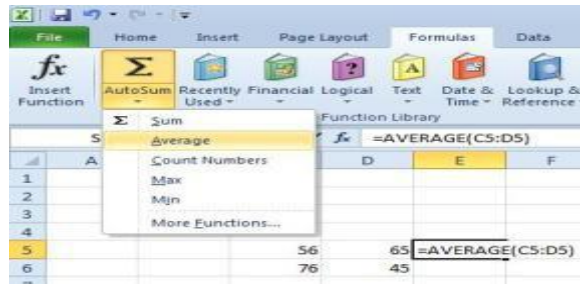 File Home Insert Page Layout Formulas Data
fx Σ ? A
Insert Function AutoSum Recently Used Financial Logical Text Date & Time Lookup & Reference
Function Library
Σ Sum
Average
Count Numbers
Max
Min
More Functions...
S fx =AVERAGE(C5:D5)
A D E F
1
2
3
4
5 56 65 =AVERAGE(C5:D5)
6 76 45